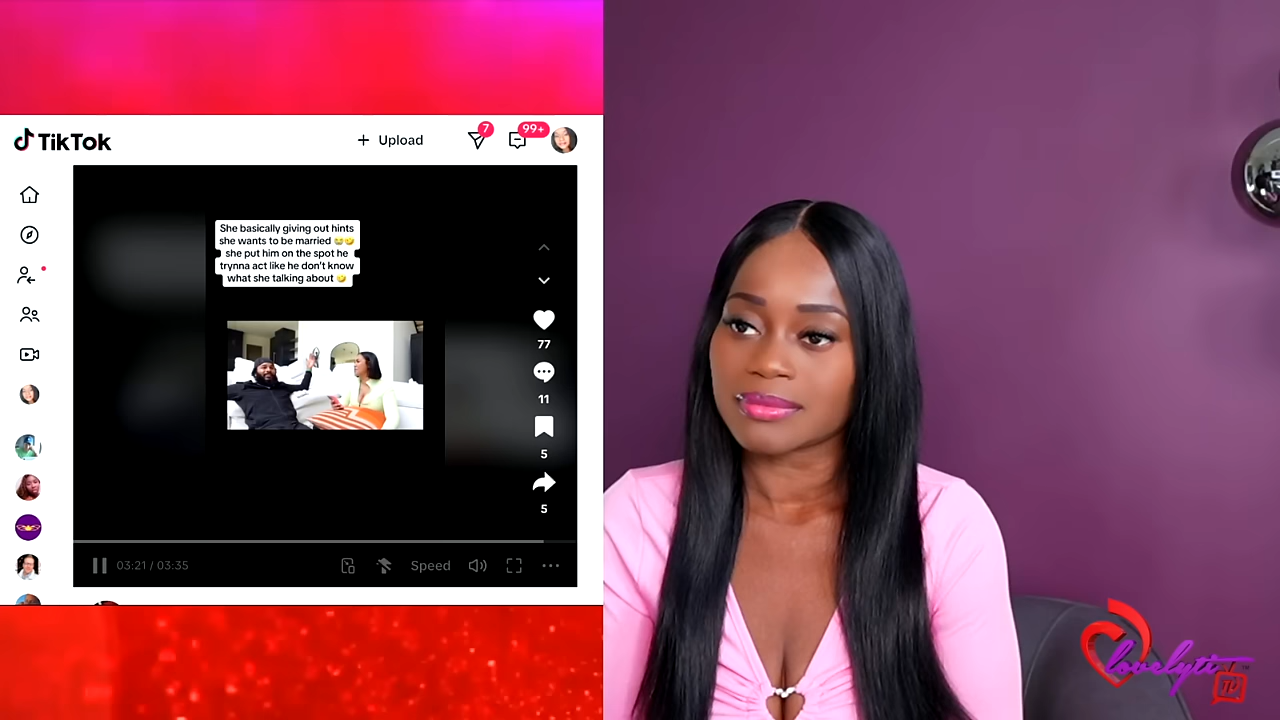 TikTok
+ Upload
7
99+
She basically giving out hints
she wants to be married 😭🤣
she put him on the spot he
trynna act like he don't know
what she talking about 🤣
77
11
5
5
03:21 / 03:35
Speed
lovelyti
TV